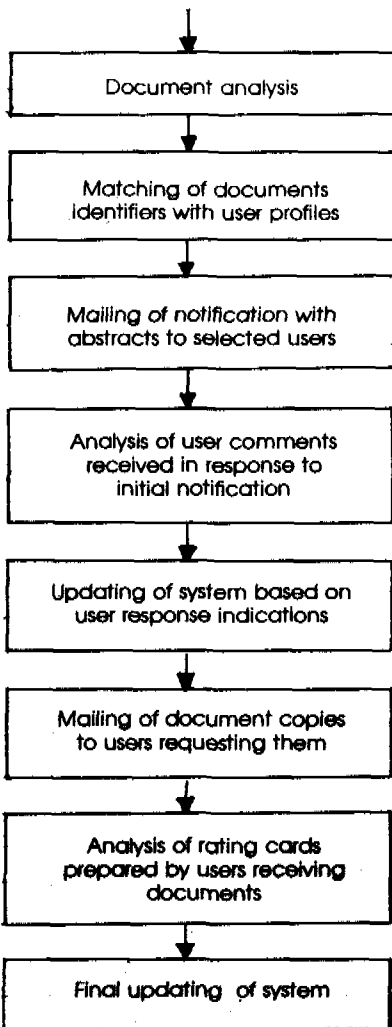 Document analysis
Matching of documents
identifiers with user profiles
Mailing of notification with
abstracts to selected users
Analysis of user comments
received in response to
initial notification
Updating of system based on
user response indications
Mailing of document copies
to users requesting them
Analysis of rating cards
prepared by users receiving
documents
Final updating of system